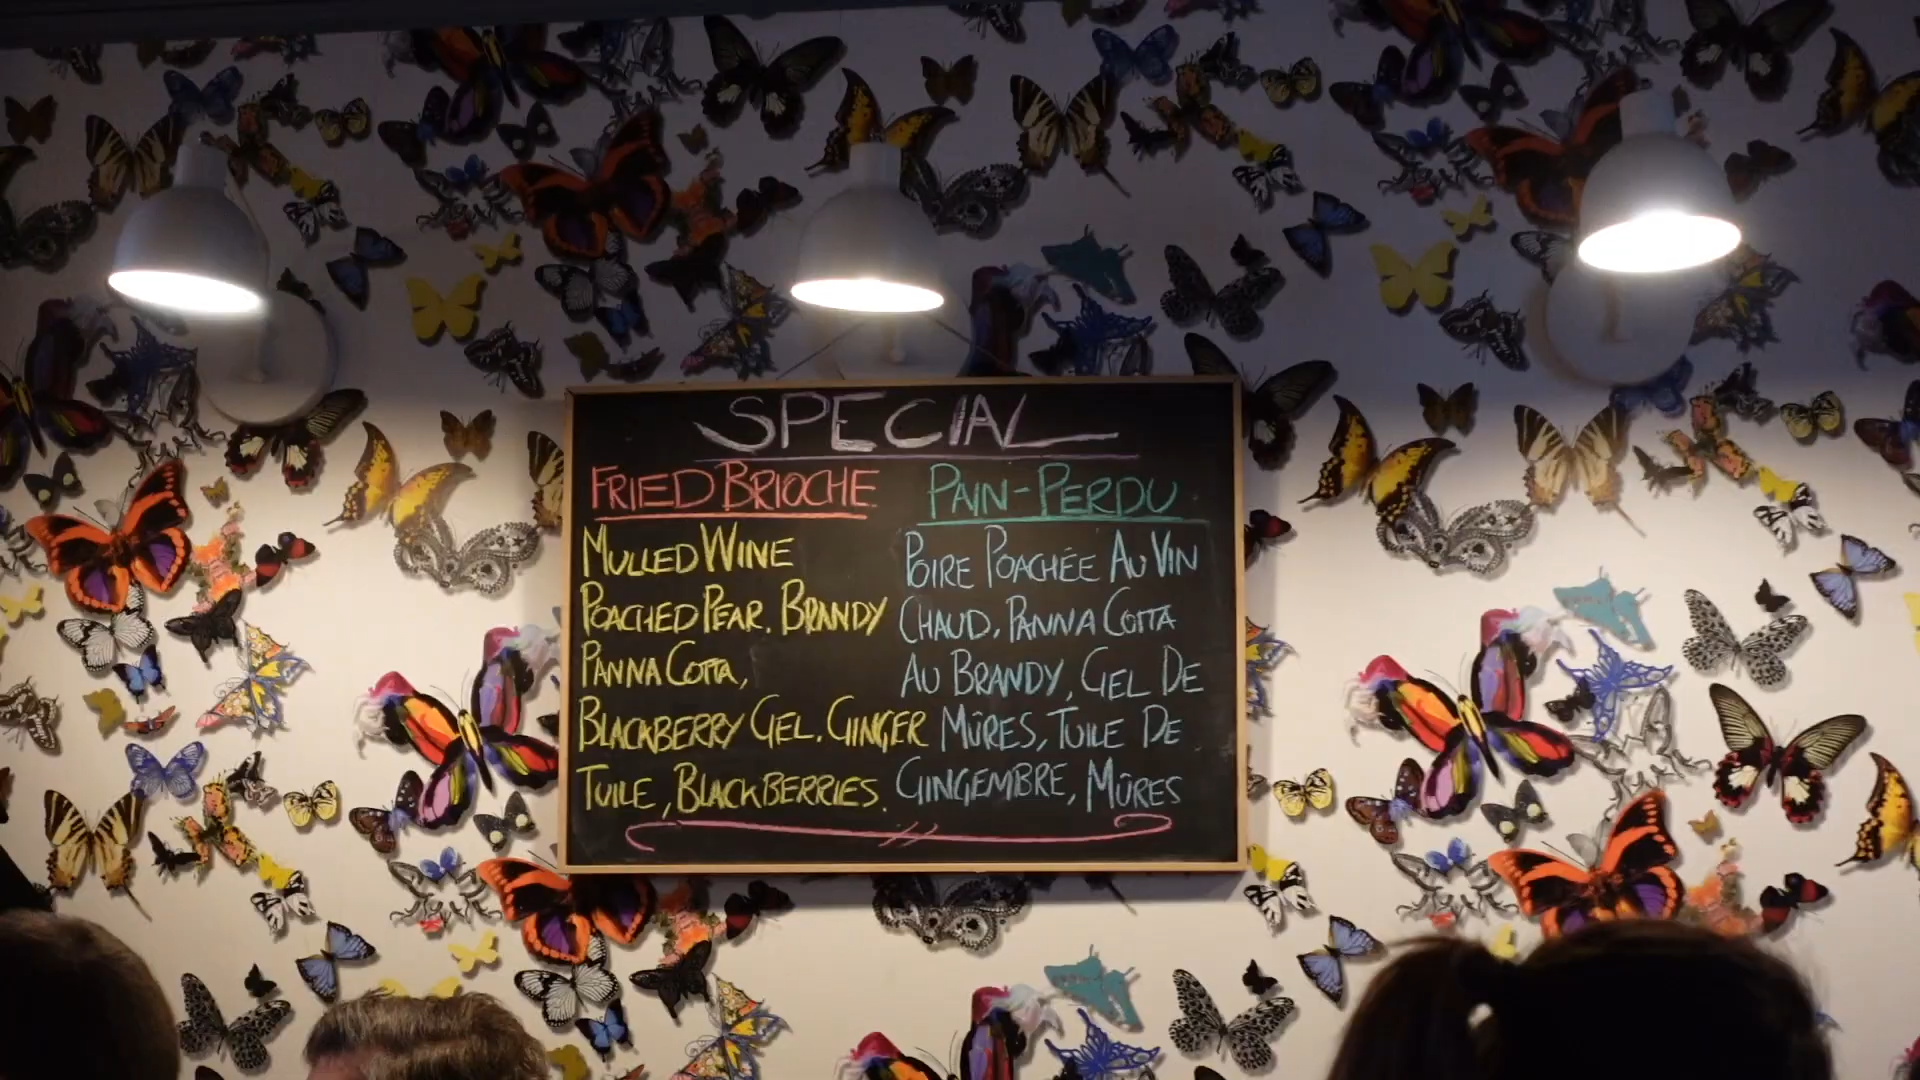 SPECIAL
FRIED BRIOCHE
MULLED WINE
POACHED PEAR. BRANDY
PANNA COTTA,
BLACKBERRY GEL. GINGER
TUILE, BLACKBERRIES.
PAIN-PERDU
POIRE POACHÉE AU VIN
CHAUD. PANNA COTTA
AU BRANDY, GEL DE
MÛRES, TUILE DE
GINGEMBRE, MÛRES